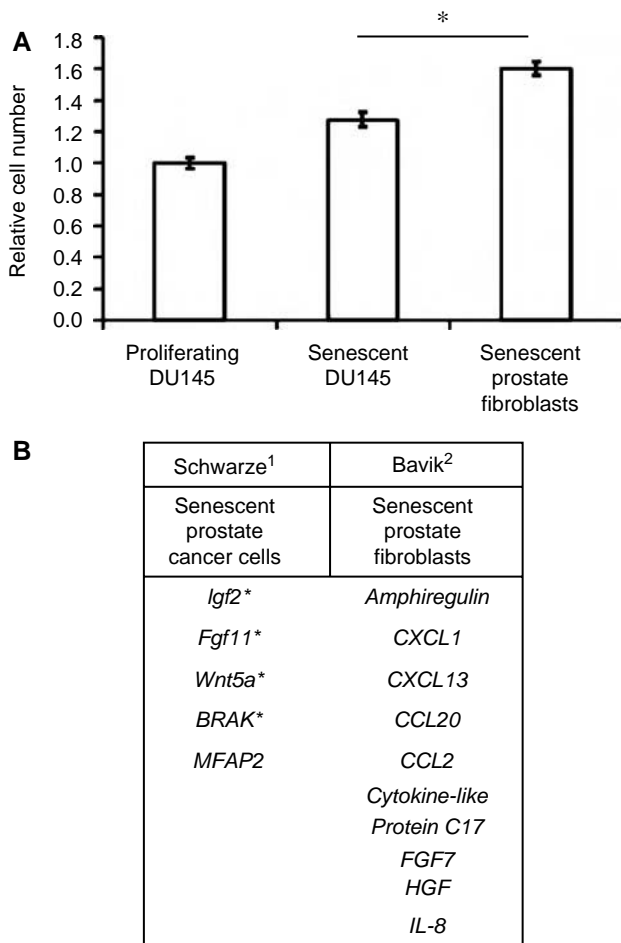 A
*
1.8
1.6
1.4
1.2
1.0
0.8
0.6
0.4
0.2
0.0
Relative cell number
Proliferating
DU145
Senescent
DU145
Senescent
prostate
fibroblasts
B
Schwarze1 Bavik2
Senescent
prostate
cancer cells
Senescent
prostate
fibroblasts
Igf2* Amphiregulin
Fgf11* CXCL1
Wnt5a* CXCL13
BRAK* CCL20
MFAP2 CCL2
Cytokine-like
Protein C17
FGF7
HGF
IL-8